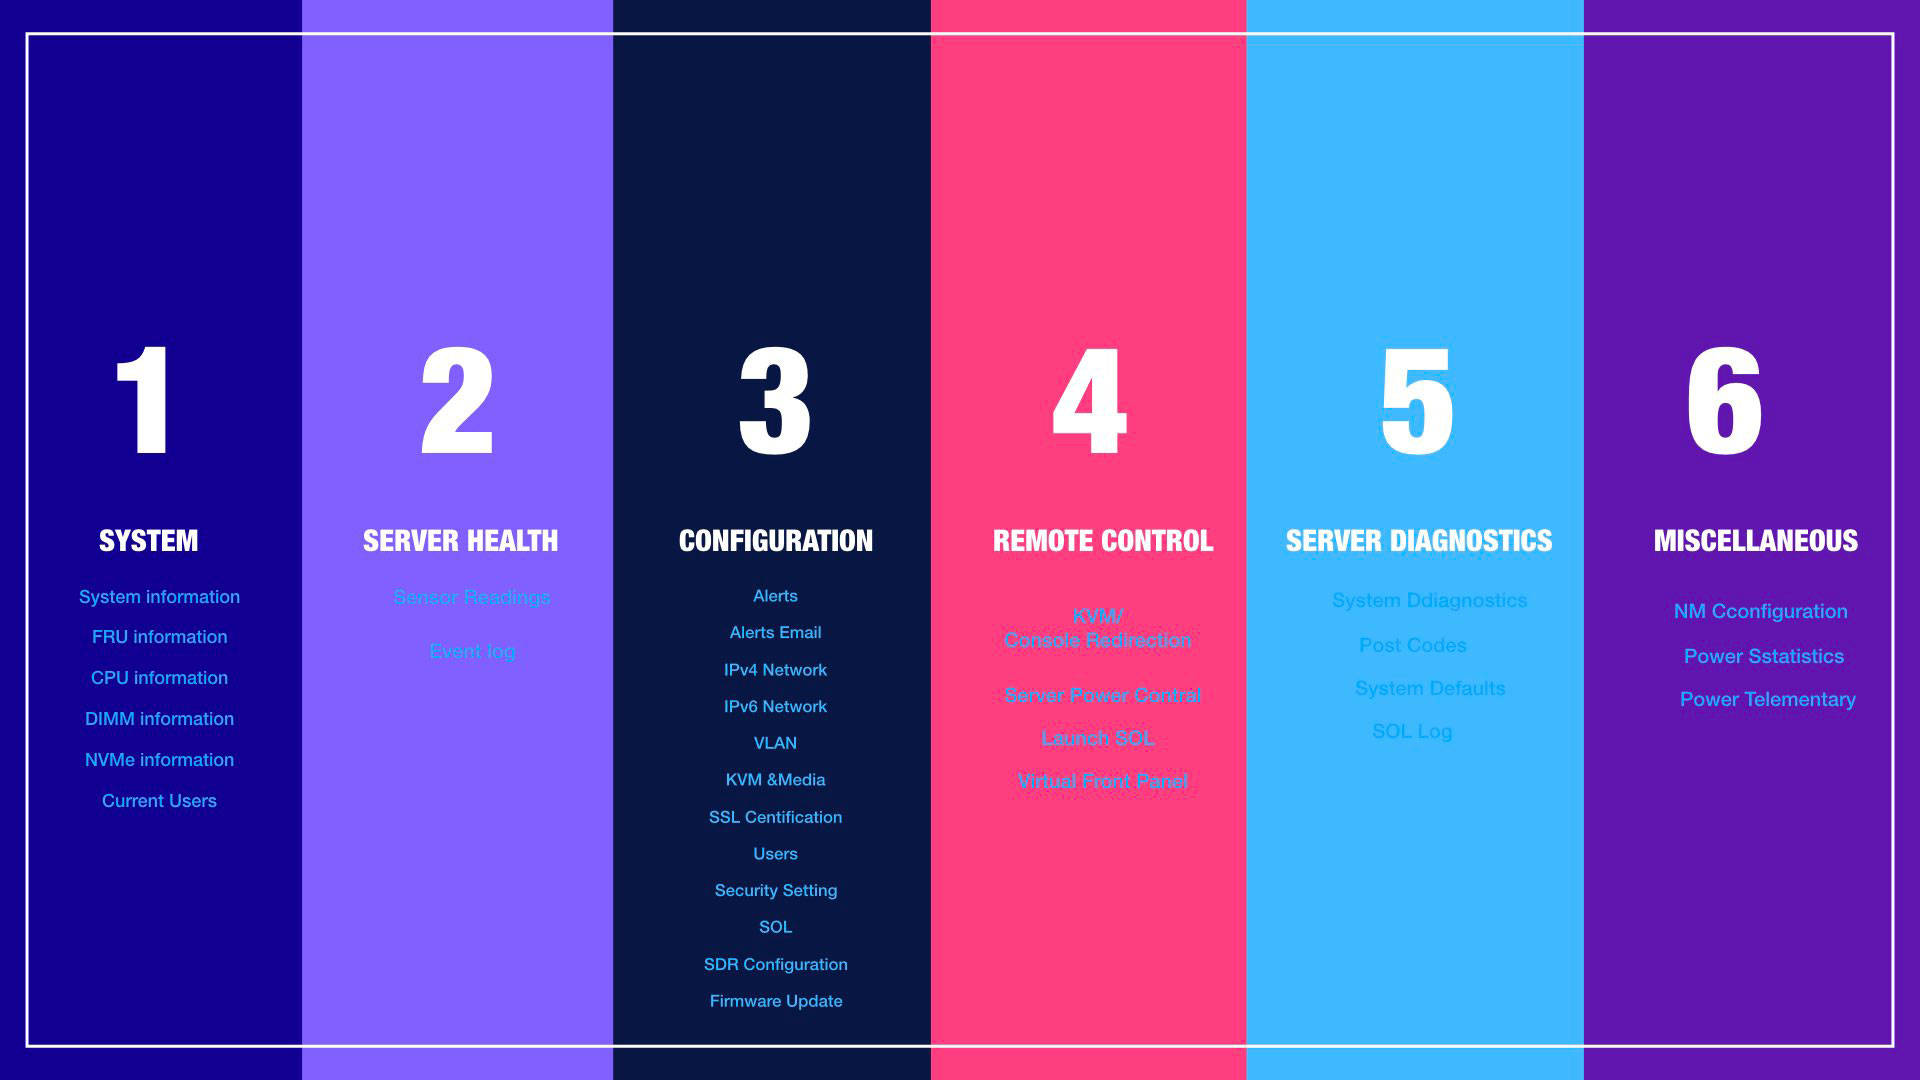 1
SYSTEM
System information
FRU information
CPU information
DIMM information
NVMe information
Current Users
2
SERVER HEALTH
Sensor Readings
Event log
3
CONFIGURATION
Alerts
Alerts Email
IPv4 Network
IPv6 Network
VLAN
KVM &Media
SSL Centification
Users
Security Setting
SOL
SDR Configuration
Firmware Update
4
REMOTE CONTROL
KVM/
Console Redirection
Server Power Contral
Launch SOL
Virtual Front Panel
5
SERVER DIAGNOSTICS
System Ddiagnostics
Post Codes
System Defaults
SOL Log
6
MISCELLANEOUS
NM Cconfiguration
Power Sstatistics
Power Telementary